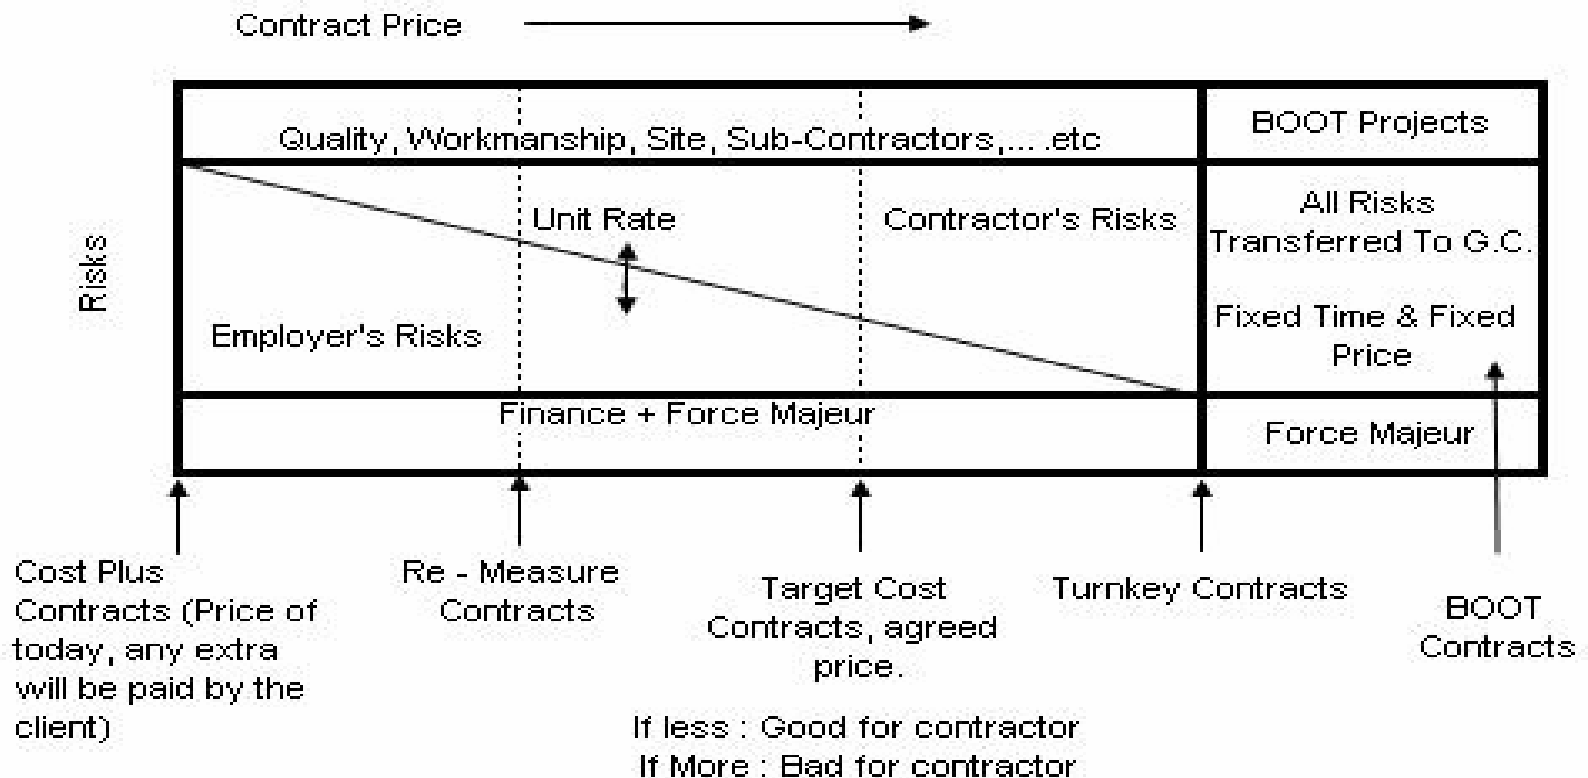 Contract Price
Quality, Workmanship, Site, Sub-Contractors,... .etc
BOOT Projects
Risks
Unit Rate
Contractor's Risks
Employer's Risks
All Risks
Transferred To G.C.
Fixed Time & Fixed
Price
Finance + Force Majeur
Force Majeur
Cost Plus
Contracts (Price of
today, any extra
will be paid by the
client)
Re - Measure
Contracts
Target Cost
Contracts, agreed
price.
If less : Good for contractor
If More : Bad for contractor
Turnkey Contracts
BOOT
Contracts